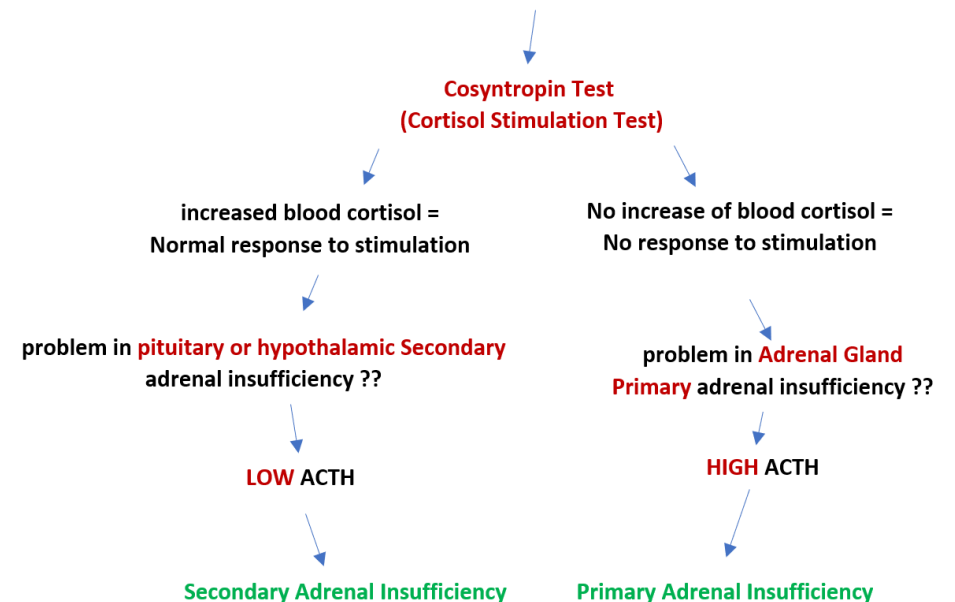 Cosyntropin Test
(Cortisol Stimulation Test)
increased blood cortisol =
Normal response to stimulation
No increase of blood cortisol =
No response to stimulation
problem in pituitary or hypothalamic Secondary
adrenal insufficiency ??
problem in Adrenal Gland
Primary adrenal insufficiency ??
LOW ACTH
HIGH ACTH
Secondary Adrenal Insufficiency
Primary Adrenal Insufficiency